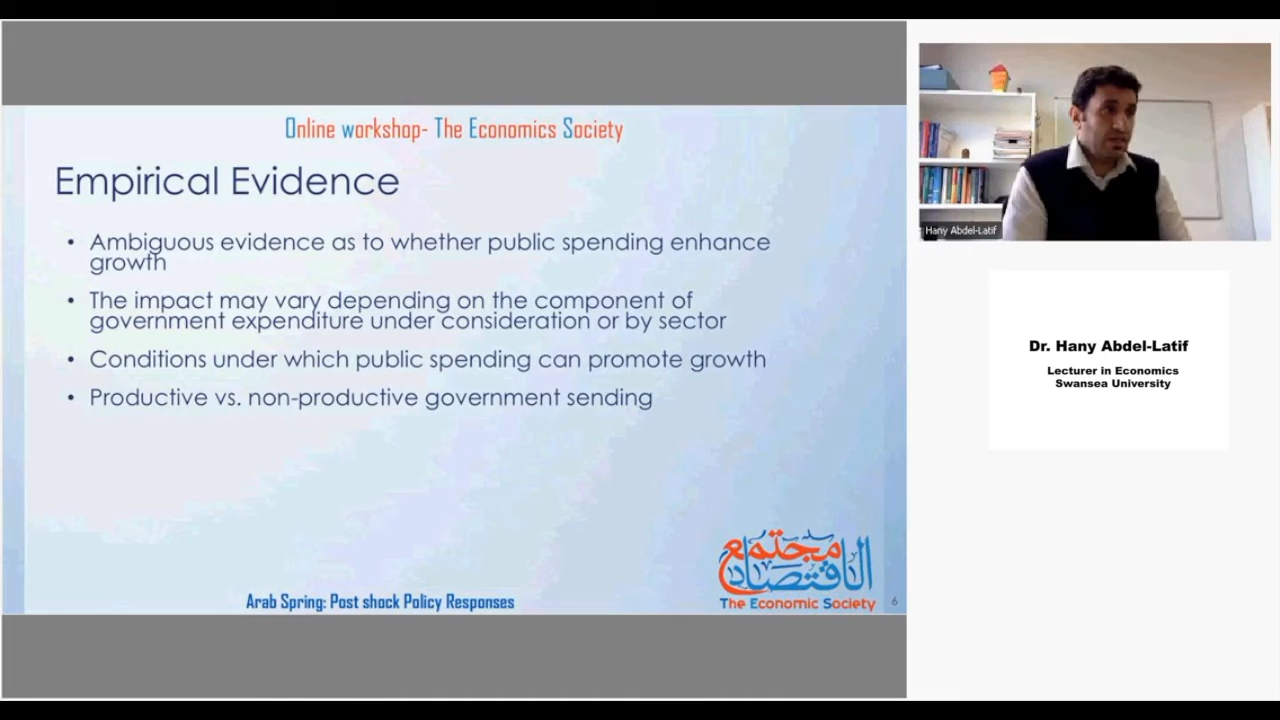 Online workshop- The Economics Society
Empirical Evidence
• Ambiguous evidence as to whether public spending enhance
growth
• The impact may vary depending on the component of
government expenditure under consideration or by sector
• Conditions under which public spending can promote growth
• Productive vs. non-productive government sending
مجتمع
الاقتصاد
The Economic Society
Arab Spring: Post shock Policy Responses
6
Hany Abdel-Latif
Dr. Hany Abdel-Latif
Lecturer in Economics
Swansea University